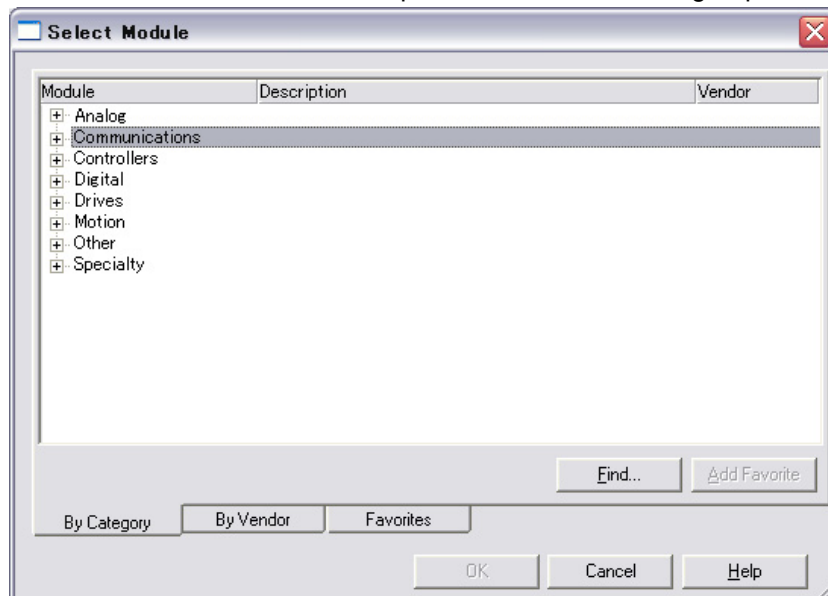 Select Module
Module Description Vendor
Analog
Communications
Controllers
Digital
Drives
Motion
Other
Specialty
Find... Add Favorite
By Category By Vendor Favorites
OK Cancel Help